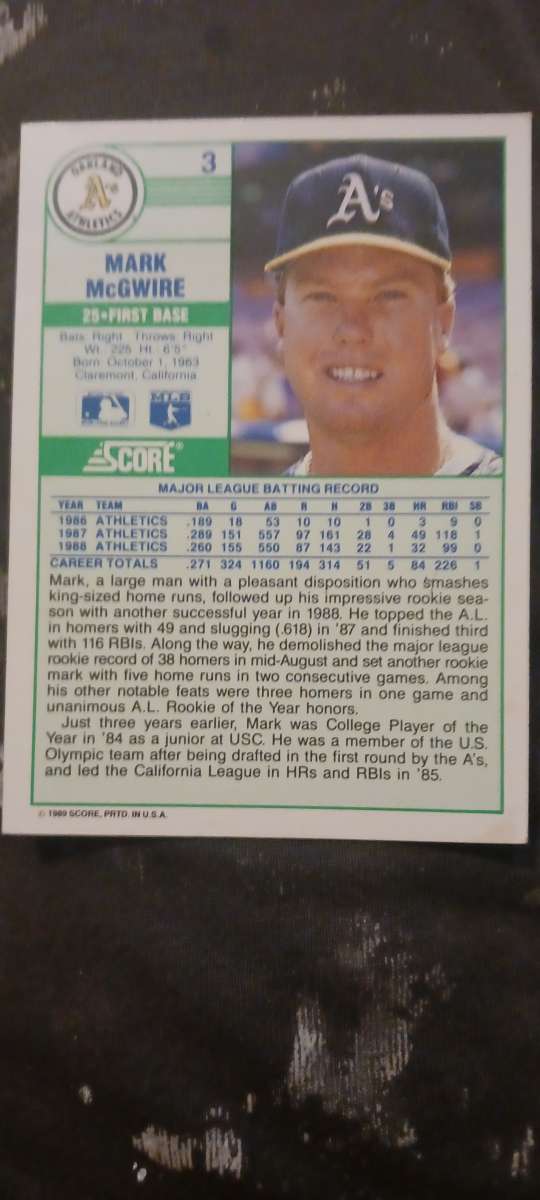 OAKLAND
A's
ATHLETICS
3
A's
MARK
McGWIRE
25•FIRST BASE
Bats: Right Throws: Right
Wt. 225 Ht. 6'5"
Born: October 1, 1963
Claremont, California
MLB
SCORE®
MAJOR LEAGUE BATTING RECORD
YEAR TEAM BA G AB R H 2B 3B HR RBI SB
1986 ATHLETICS .189 18 53 10 10 1 0 3 9 0
1987 ATHLETICS .289 151 557 97 161 28 4 49 118 1
1988 ATHLETICS .260 155 550 87 143 22 1 32 99 0
CAREER TOTALS .271 324 1160 194 314 51 5 84 226 1
Mark, a large man with a pleasant disposition who smashes
king-sized home runs, followed up his impressive rookie sea-
son with another successful year in 1988. He topped the A.L.
in homers with 49 and slugging (.618) in '87 and finished third
with 116 RBIs. Along the way, he demolished the major league
rookie record of 38 homers in mid-August and set another rookie
mark with five home runs in two consecutive games. Among
his other notable feats were three homers in one game and
unanimous A.L. Rookie of the Year honors.
Just three years earlier, Mark was College Player of the
Year in '84 as a junior at USC. He was a member of the U.S.
Olympic team after being drafted in the first round by the A's,
and led the California League in HRs and RBIs in '85.
© 1989 SCORE, PRTD. IN U.S.A.